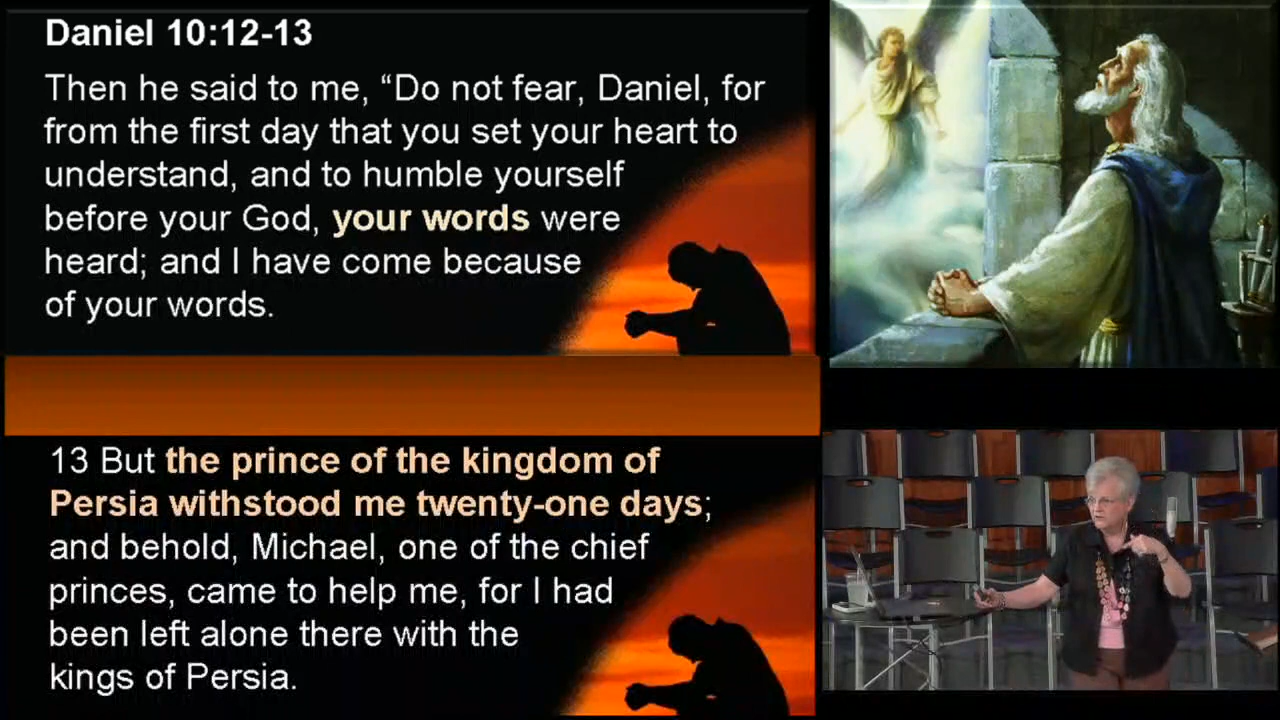 Daniel 10:12-13
Then he said to me, “Do not fear, Daniel, for
from the first day that you set your heart to
understand, and to humble yourself
before your God, your words were
heard; and I have come because
of your words.
13 But the prince of the kingdom of
Persia withstood me twenty-one days;
and behold, Michael, one of the chief
princes, came to help me, for I had
been left alone there with the
kings of Persia.